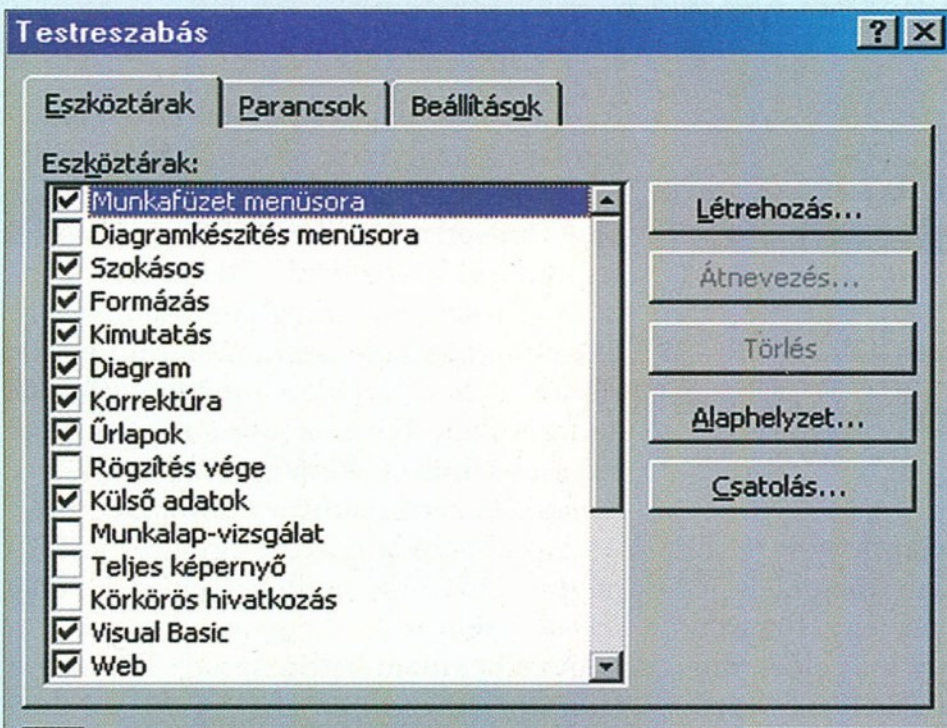 Testreszabás
Eszköztárak Parancsok Beállítások
Eszköztárak:
Munkafüzet menüsora
Diagramkészítés menüsora
Szokásos
Formázás
Kimutatás
Diagram
Korrektúra
Űrlapok
Rögzítés vége
Külső adatok
Munkalap-vizsgálat
Teljes képernyő
Körkörös hivatkozás
Visual Basic
Web
Létrehozás...
Átnevezés...
Törlés
Alaphelyzet...
Csatolás...